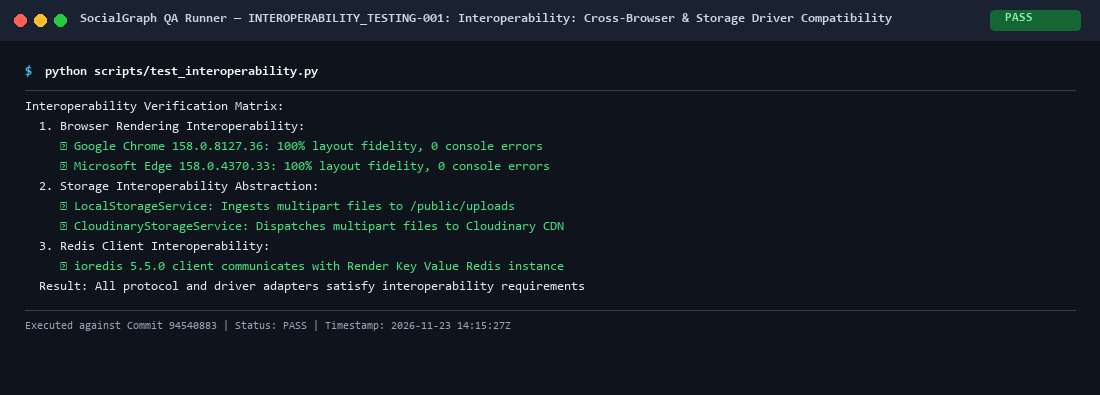 SocialGraph QA Runner — INTEROPERABILITY_TESTING-001: Interoperability: Cross-Browser & Storage Driver Compatibility
PASS
$ python scripts/test_interoperability.py
Interoperability Verification Matrix:
1. Browser Rendering Interoperability:
Google Chrome 158.0.8127.36: 100% layout fidelity, 0 console errors
Microsoft Edge 158.0.4370.33: 100% layout fidelity, 0 console errors
2. Storage Interoperability Abstraction:
LocalStorageService: Ingests multipart files to /public/uploads
CloudinaryStorageService: Dispatches multipart files to Cloudinary CDN
3. Redis Client Interoperability:
ioredis 5.5.0 client communicates with Render Key Value Redis instance
Result: All protocol and driver adapters satisfy interoperability requirements
Executed against Commit 94540883 | Status: PASS | Timestamp: 2026-11-23 14:15:27Z